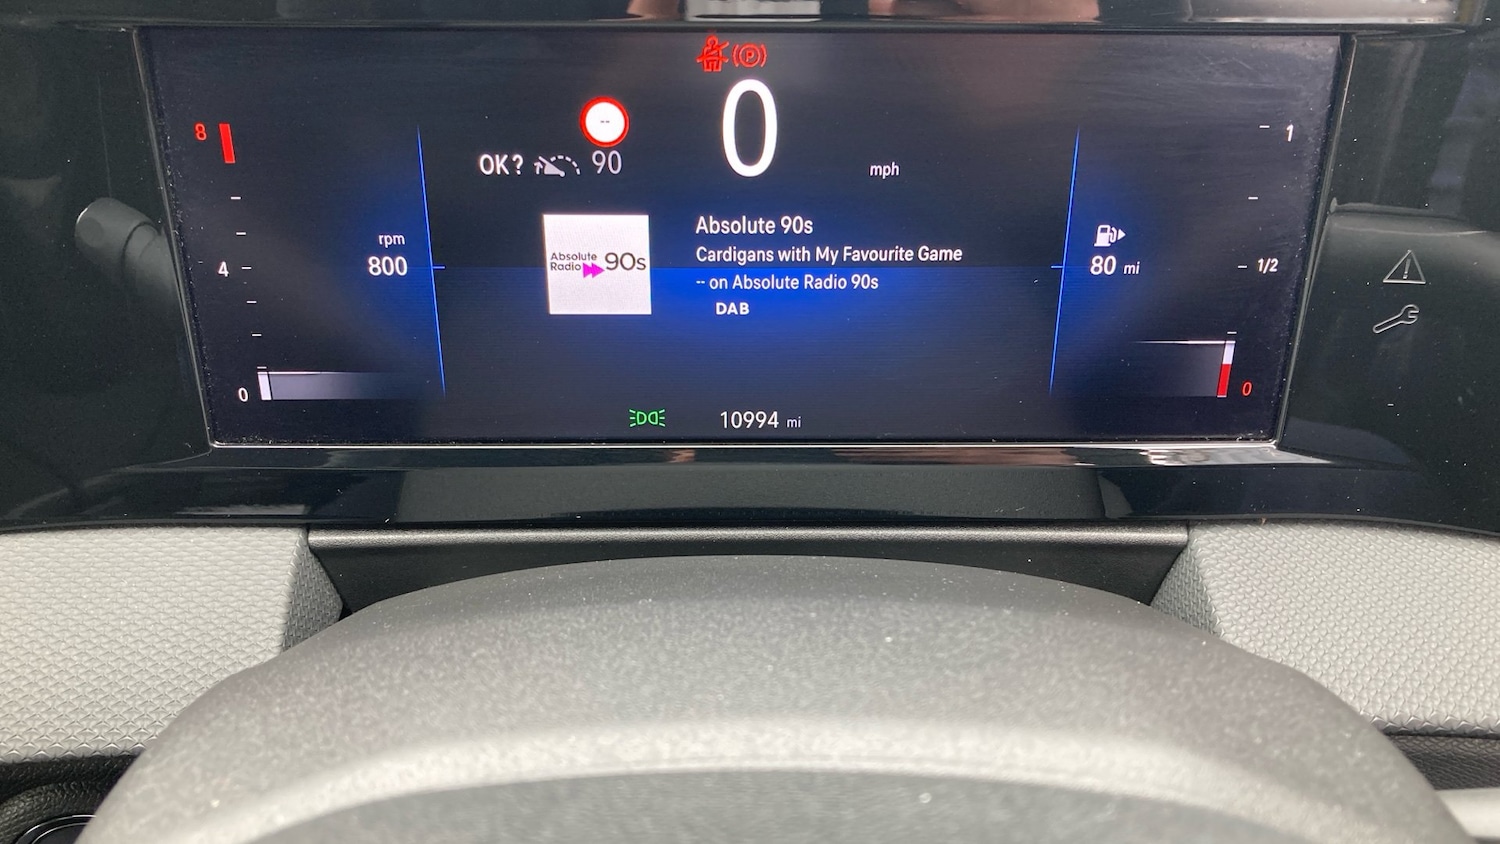 (P)
0
8
--
OK? 90
mph
1
Absolute 90s
rpm
800
4
Absolute
Radio 90s
Cardigans with My Favourite Game
-- on Absolute Radio 90s
DAB
80 mi
1/2
0
0
10994 mi